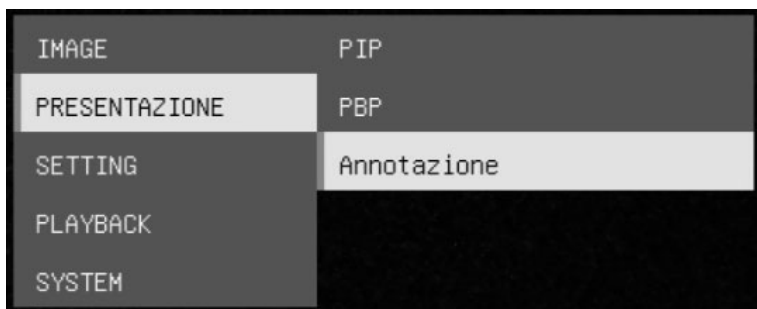 IMAGE
PRESENTAZIONE
SETTING
PLAYBACK
SYSTEM
PIP
PBP
Annotazione